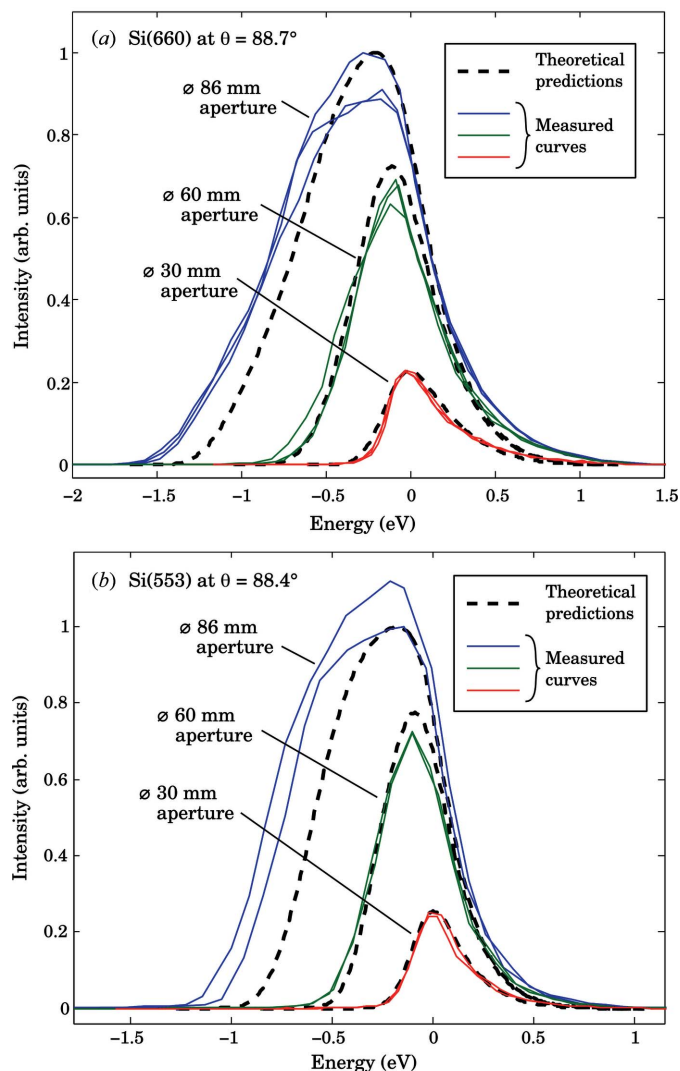 (a) Si(660) at θ = 88.7°
⌀ 86 mm
aperture
⌀ 60 mm
aperture
⌀ 30 mm
aperture
Theoretical
predictions
Measured
curves
Intensity (arb. units)
1
0.8
0.6
0.4
0.2
0
-2
-1.5
-1
-0.5
0
0.5
1
1.5
Energy (eV)
(b) Si(553) at θ = 88.4°
⌀ 86 mm
aperture
⌀ 60 mm
aperture
⌀ 30 mm
aperture
Theoretical
predictions
Measured
curves
Intensity (arb. units)
1
0.8
0.6
0.4
0.2
0
-1.5
-1
-0.5
0
0.5
1
Energy (eV)